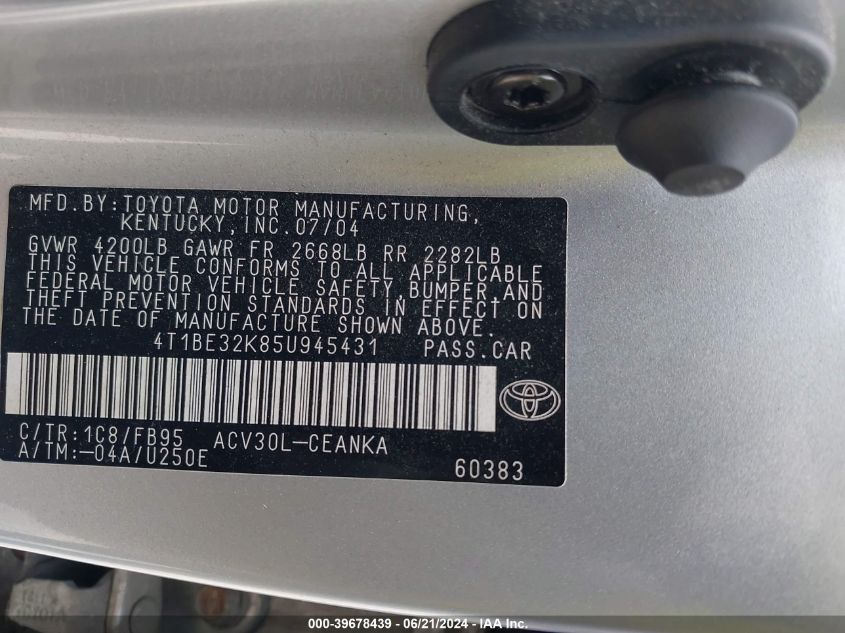 MFD.BY:TOYOTA MOTOR MANUFACTURING,
KENTUCKY,INC.07/04
GVWR 4200LB GAWR FR 2668LB RR 2282LB
THIS VEHICLE CONFORMS TO ALL APPLICABLE
FEDERAL MOTOR VEHICLE SAFETY,BUMPER,AND
THEFT PREVENTION STANDARDS IN EFFECT ON
THE DATE OF MANUFACTURE SHOWN ABOVE.
4T1BE32K85U945431 PASS.CAR
C/TR:1C8/FB95 ACV30L-CEANKA
A/TM:-04A/U250E
60383
000-39678439 - 06/21/2024 - IAA Inc.